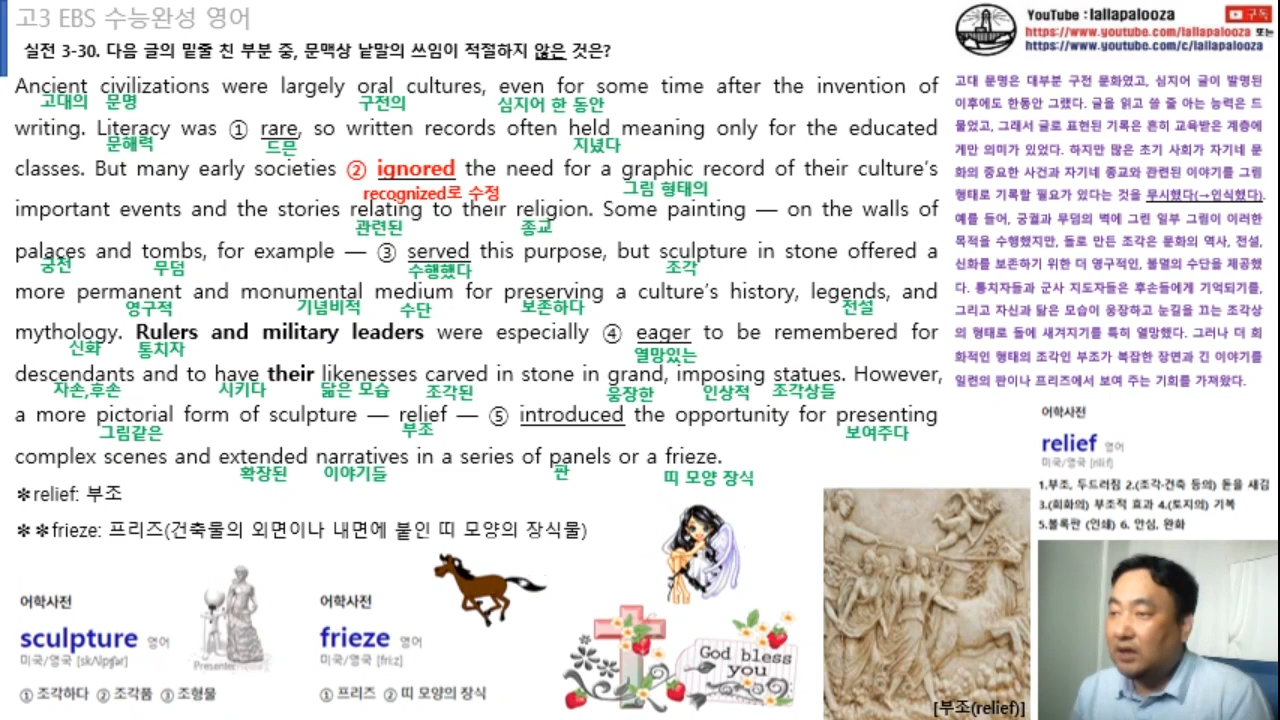 고3 EBS 수능완성 영어
실전 3-30. 다음 글의 밑줄 친 부분 중, 문맥상 낱말의 쓰임이 적절하지 않은 것은?
Ancient civilizations were largely oral cultures, even for some time after the invention of
고대의 문명 구전의 심지어 한 동안
writing. Literacy was ① rare, so written records often held meaning only for the educated
문해력 드믄 지녔다
classes. But many early societies ② ignored the need for a graphic record of their culture's
recognized로 수정 그림 형태의
important events and the stories relating to their religion. Some painting — on the walls of
관련된 종교
palaces and tombs, for example — ③ served this purpose, but sculpture in stone offered a
궁전 무덤 수행했다 조각
more permanent and monumental medium for preserving a culture's history, legends, and
영구적 기념비적 수단 보존하다 전설
mythology. Rulers and military leaders were especially ④ eager to be remembered for
신화 통치자 열망있는
descendants and to have their likenesses carved in stone in grand, imposing statues. However,
자손,후손 시키다 닮은 모습 조각된 웅장한 인상적 조각상들
a more pictorial form of sculpture — relief — ⑤ introduced the opportunity for presenting
그림같은 부조 보여주다
complex scenes and extended narratives in a series of panels or a frieze.
확장된 이야기들 판 띠 모양 장식
＊relief: 부조
＊＊frieze: 프리즈(건축물의 외면이나 내면에 붙인 띠 모양의 장식물)
어학사전
sculpture 영어
미국/영국 [skʌlptʃər]
① 조각하다 ② 조각품 ③ 조형물
Presenter
어학사전
frieze 영어
미국/영국 [fri:z]
① 프리즈 ② 띠 모양의 장식
God bless
you
[부조(relief)]
YouTube : lallapalooza
구독
https://www.youtube.com/lallapalooza 또는
https://www.youtube.com/c/lallapalooza
고대 문명은 대부분 구전 문화였고, 심지어 글이 발명된
이후에도 한동안 그랬다. 글을 읽고 쓸 줄 아는 능력은 드
물었고, 그래서 글로 표현된 기록은 흔히 교육받은 계층에
게만 의미가 있었다. 하지만 많은 초기 사회가 자기네 문
화의 중요한 사건과 자기네 종교와 관련된 이야기를 그림
형태로 기록할 필요가 있다는 것을 무시했다(→인식했다).
예를 들어, 궁궐과 무덤의 벽에 그린 일부 그림이 이러한
목적을 수행했지만, 돌로 만든 조각은 문화의 역사, 전설,
신화를 보존하기 위한 더 영구적인, 불멸의 수단을 제공했
다. 통치자들과 군사 지도자들은 후손들에게 기억되기를,
그리고 자신과 닮은 모습이 웅장하고 눈길을 끄는 조각상
의 형태로 돌에 새겨지기를 특히 열망했다. 그러나 더 회
화적인 형태의 조각인 부조가 복잡한 장면과 긴 이야기를
일련의 판이나 프리즈에서 보여 주는 기회를 가져왔다.
어학사전
relief 영어
미국/영국 [rili:f]
1.부조, 두드러짐 2.(조각·건축 등의) 돋을 새김
3.(회화의) 부조적 효과 4.(토지의) 기복
5.볼록판 (인쇄) 6. 안심, 완화